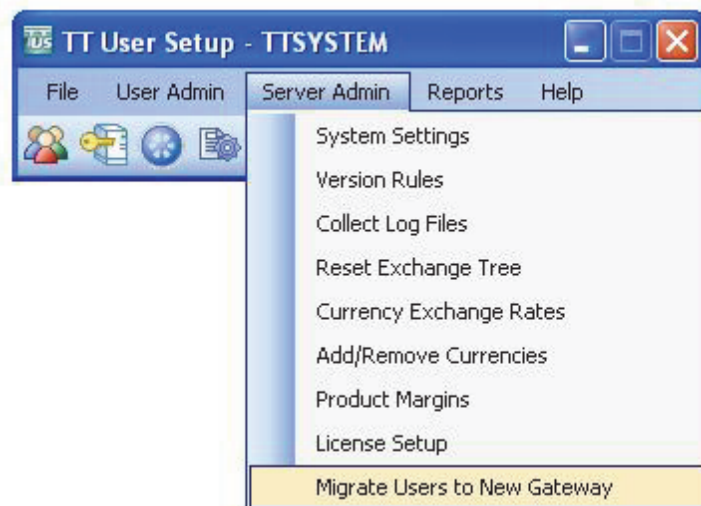 TUS TT User Setup - TTSYSTEM
File User Admin Server Admin Reports Help
System Settings
Version Rules
Collect Log Files
Reset Exchange Tree
Currency Exchange Rates
Add/Remove Currencies
Product Margins
License Setup
Migrate Users to New Gateway